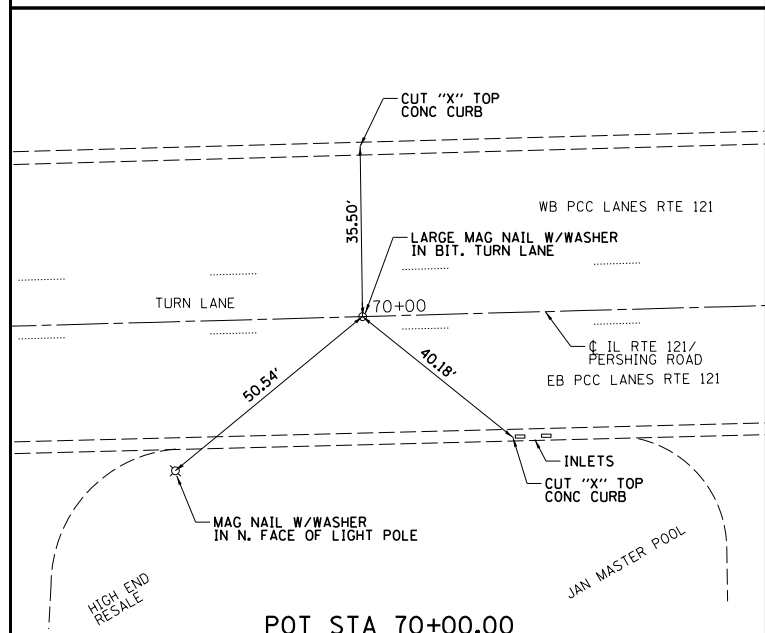 CUT "X" TOP
CONC CURB
35.50'
WB PCC LANES RTE 121
LARGE MAG NAIL W/WASHER
IN BIT. TURN LANE
TURN LANE
70+00
℄ IL RTE 121/
PERSHING ROAD
50.54'
40.18'
EB PCC LANES RTE 121
INLETS
CUT "X" TOP
CONC CURB
MAG NAIL W/WASHER
IN N. FACE OF LIGHT POLE
HIGH END
RESALE
JAN MASTER POOL
POT STA 70+00.00